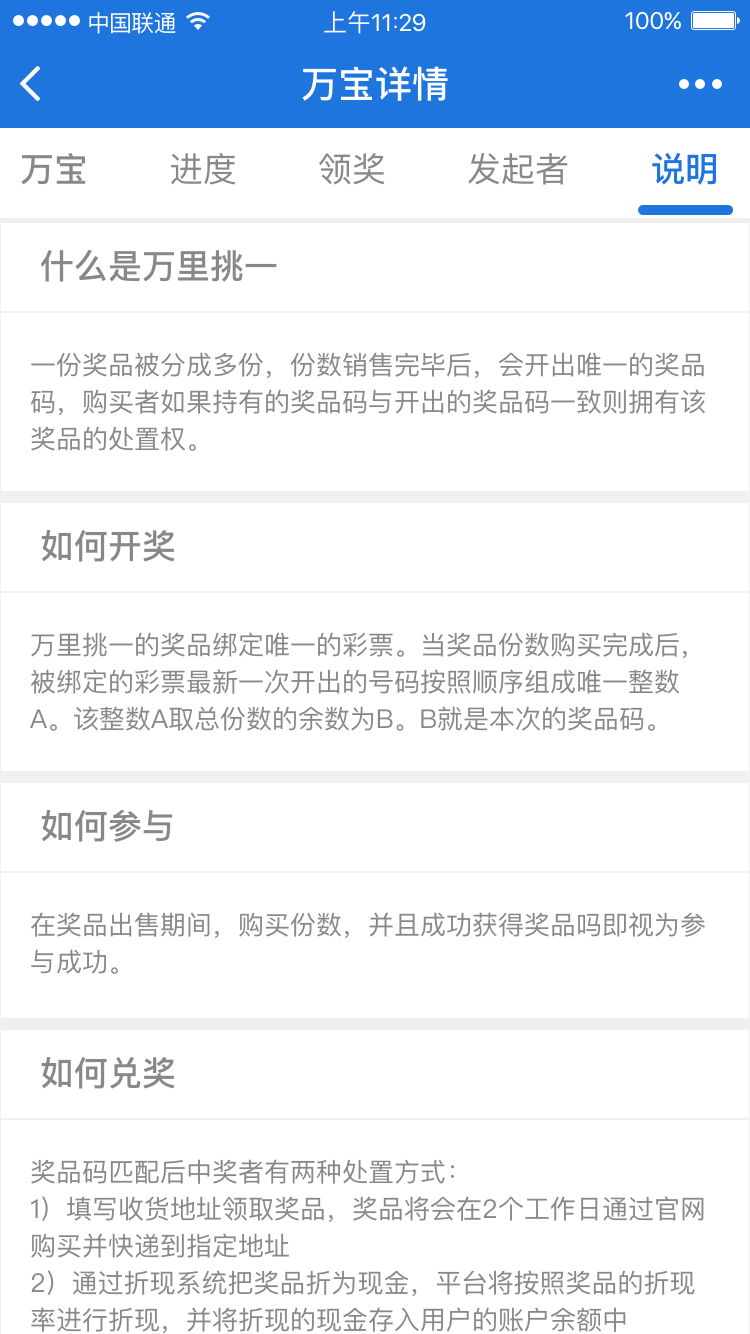 中国联通 上午11:29 100%
万宝详情
万宝 进度 领奖 发起者 说明
什么是万里挑一
一份奖品被分成多份，份数销售完毕后，会开出唯一的奖品
码，购买者如果持有的奖品码与开出的奖品码一致则拥有该
奖品的处置权。
如何开奖
万里挑一的奖品绑定唯一的彩票。当奖品份数购买完成后，
被绑定的彩票最新一次开出的号码按照顺序组成唯一整数
A。该整数A取总份数的余数为B。B就是本次的奖品码。
如何参与
在奖品出售期间，购买份数，并且成功获得奖品吗即视为参
与成功。
如何兑奖
奖品码匹配后中奖者有两种处置方式：
1）填写收货地址领取奖品，奖品将会在2个工作日通过官网
购买并快递到指定地址
2）通过折现系统把奖品折为现金，平台将按照奖品的折现
率进行折现，并将折现的现金存入用户的账户余额中